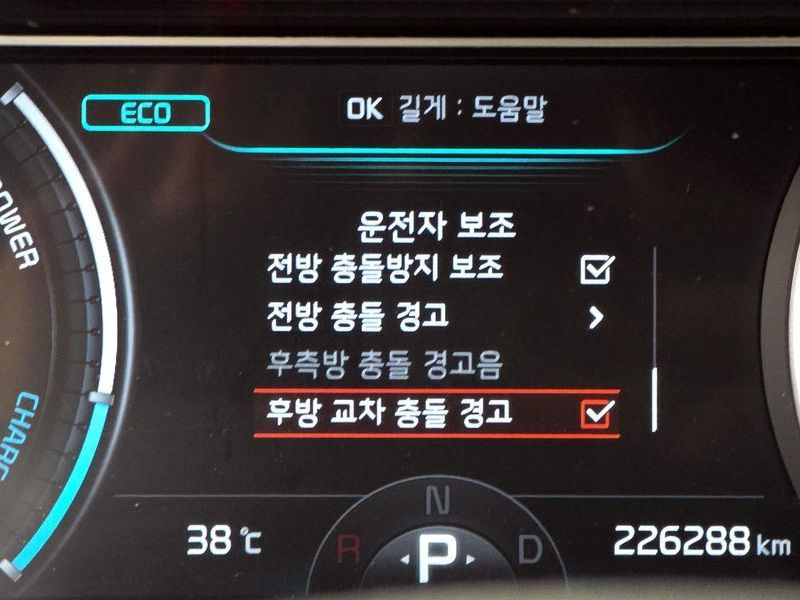 ECO
OK 길게 : 도움말
POWER
운전자 보조
전방 충돌방지 보조
전방 충돌 경고
후측방 충돌 경고음
후방 교차 충돌 경고
CHARG
N
38 ℃
R
P
D
226288 km